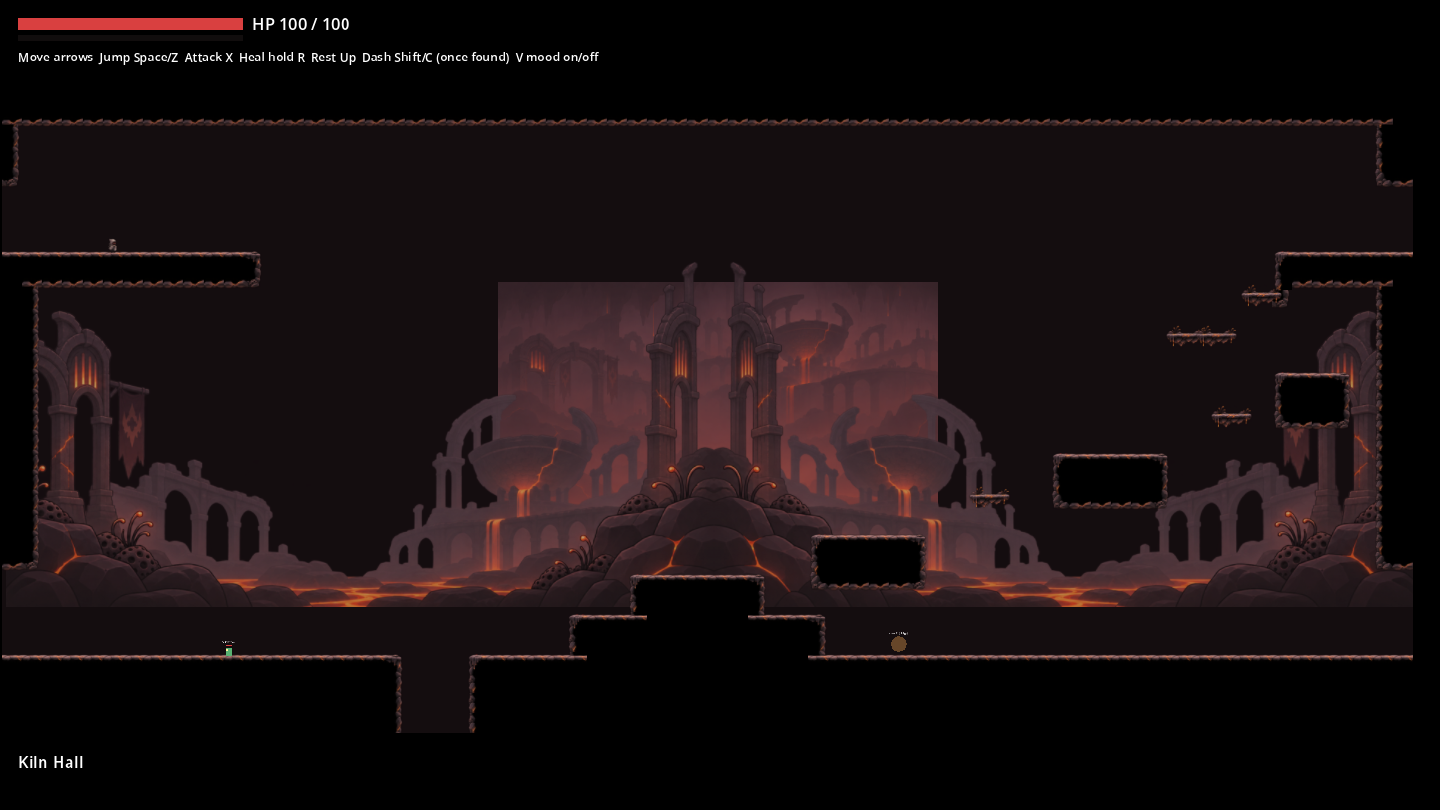 HP 100 / 100
Move arrows  Jump Space/Z  Attack X  Heal hold R  Rest Up  Dash Shift/C (once found)  V mood on/off
Kiln Hall